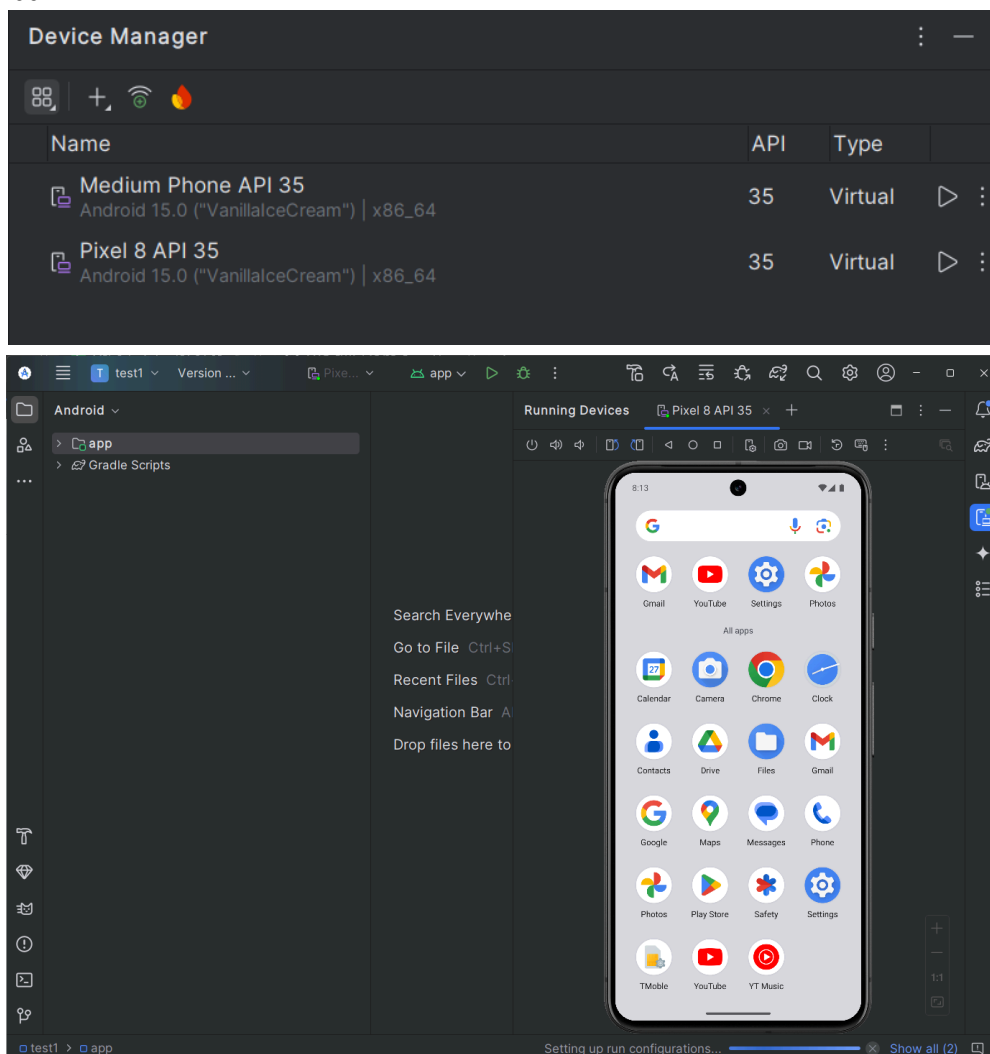 Device Manager
Name API Type
Medium Phone API 35
35 Virtual
Android 15.0 ("VanillaIceCream") | x86_64
Pixel 8 API 35
35 Virtual
Android 15.0 ("VanillaIceCream") | x86_64
T test1 Version ... Pixe... app
Android
Running Devices Pixel 8 API 35
app
Gradle Scripts
8:13
G
Gmail YouTube Settings Photos
All apps
27
Calendar Camera Chrome Clock
Contacts Drive Files Gmail
Google Maps Messages Phone
Photos Play Store Safety Settings
TMoble YouTube YT Music
Search Everywhe
Go to File Ctrl+S
Recent Files Ctrl
Navigation Bar A
Drop files here to
1:1
test1 > app
Setting up run configurations... Show all (2)